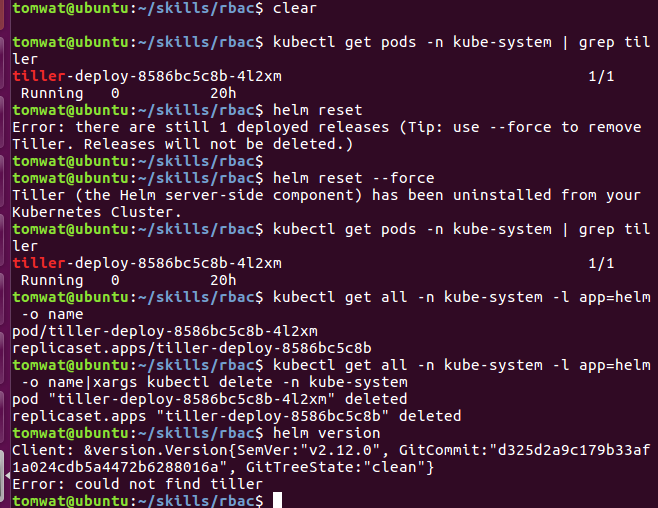 tomwat@ubuntu:~/skills/rbac$ clear
tomwat@ubuntu:~/skills/rbac$ kubectl get pods -n kube-system | grep til
ler
tiller-deploy-8586bc5c8b-4l2xm 1/1
 Running 0 20h
tomwat@ubuntu:~/skills/rbac$ helm reset
Error: there are still 1 deployed releases (Tip: use --force to remove
Tiller. Releases will not be deleted.)
tomwat@ubuntu:~/skills/rbac$
tomwat@ubuntu:~/skills/rbac$ helm reset --force
Tiller (the Helm server-side component) has been uninstalled from your
Kubernetes Cluster.
tomwat@ubuntu:~/skills/rbac$ kubectl get pods -n kube-system | grep til
ler
tiller-deploy-8586bc5c8b-4l2xm 1/1
 Running 0 20h
tomwat@ubuntu:~/skills/rbac$ kubectl get all -n kube-system -l app=helm
 -o name
pod/tiller-deploy-8586bc5c8b-4l2xm
replicaset.apps/tiller-deploy-8586bc5c8b
tomwat@ubuntu:~/skills/rbac$ kubectl get all -n kube-system -l app=helm
 -o name|xargs kubectl delete -n kube-system
pod "tiller-deploy-8586bc5c8b-4l2xm" deleted
replicaset.apps "tiller-deploy-8586bc5c8b" deleted
tomwat@ubuntu:~/skills/rbac$ helm version
Client: &version.Version{SemVer:"v2.12.0", GitCommit:"d325d2a9c179b33af
1a024cdb5a4472b6288016a", GitTreeState:"clean"}
Error: could not find tiller
tomwat@ubuntu:~/skills/rbac$